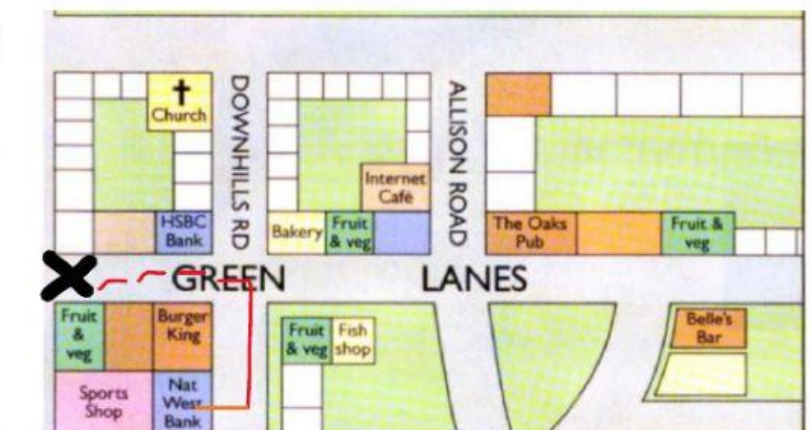 Church
DOWNHILLS RD
ALLISON ROAD
Internet
Café
HSBC
Bank
Bakery
Fruit
& veg
The Oaks
Pub
Fruit &
veg
GREEN LANES
Fruit
&
veg
Burger
King
Fruit
& veg
Fish
shop
Belle's
Bar
Sports
Shop
Nat
West
Bank